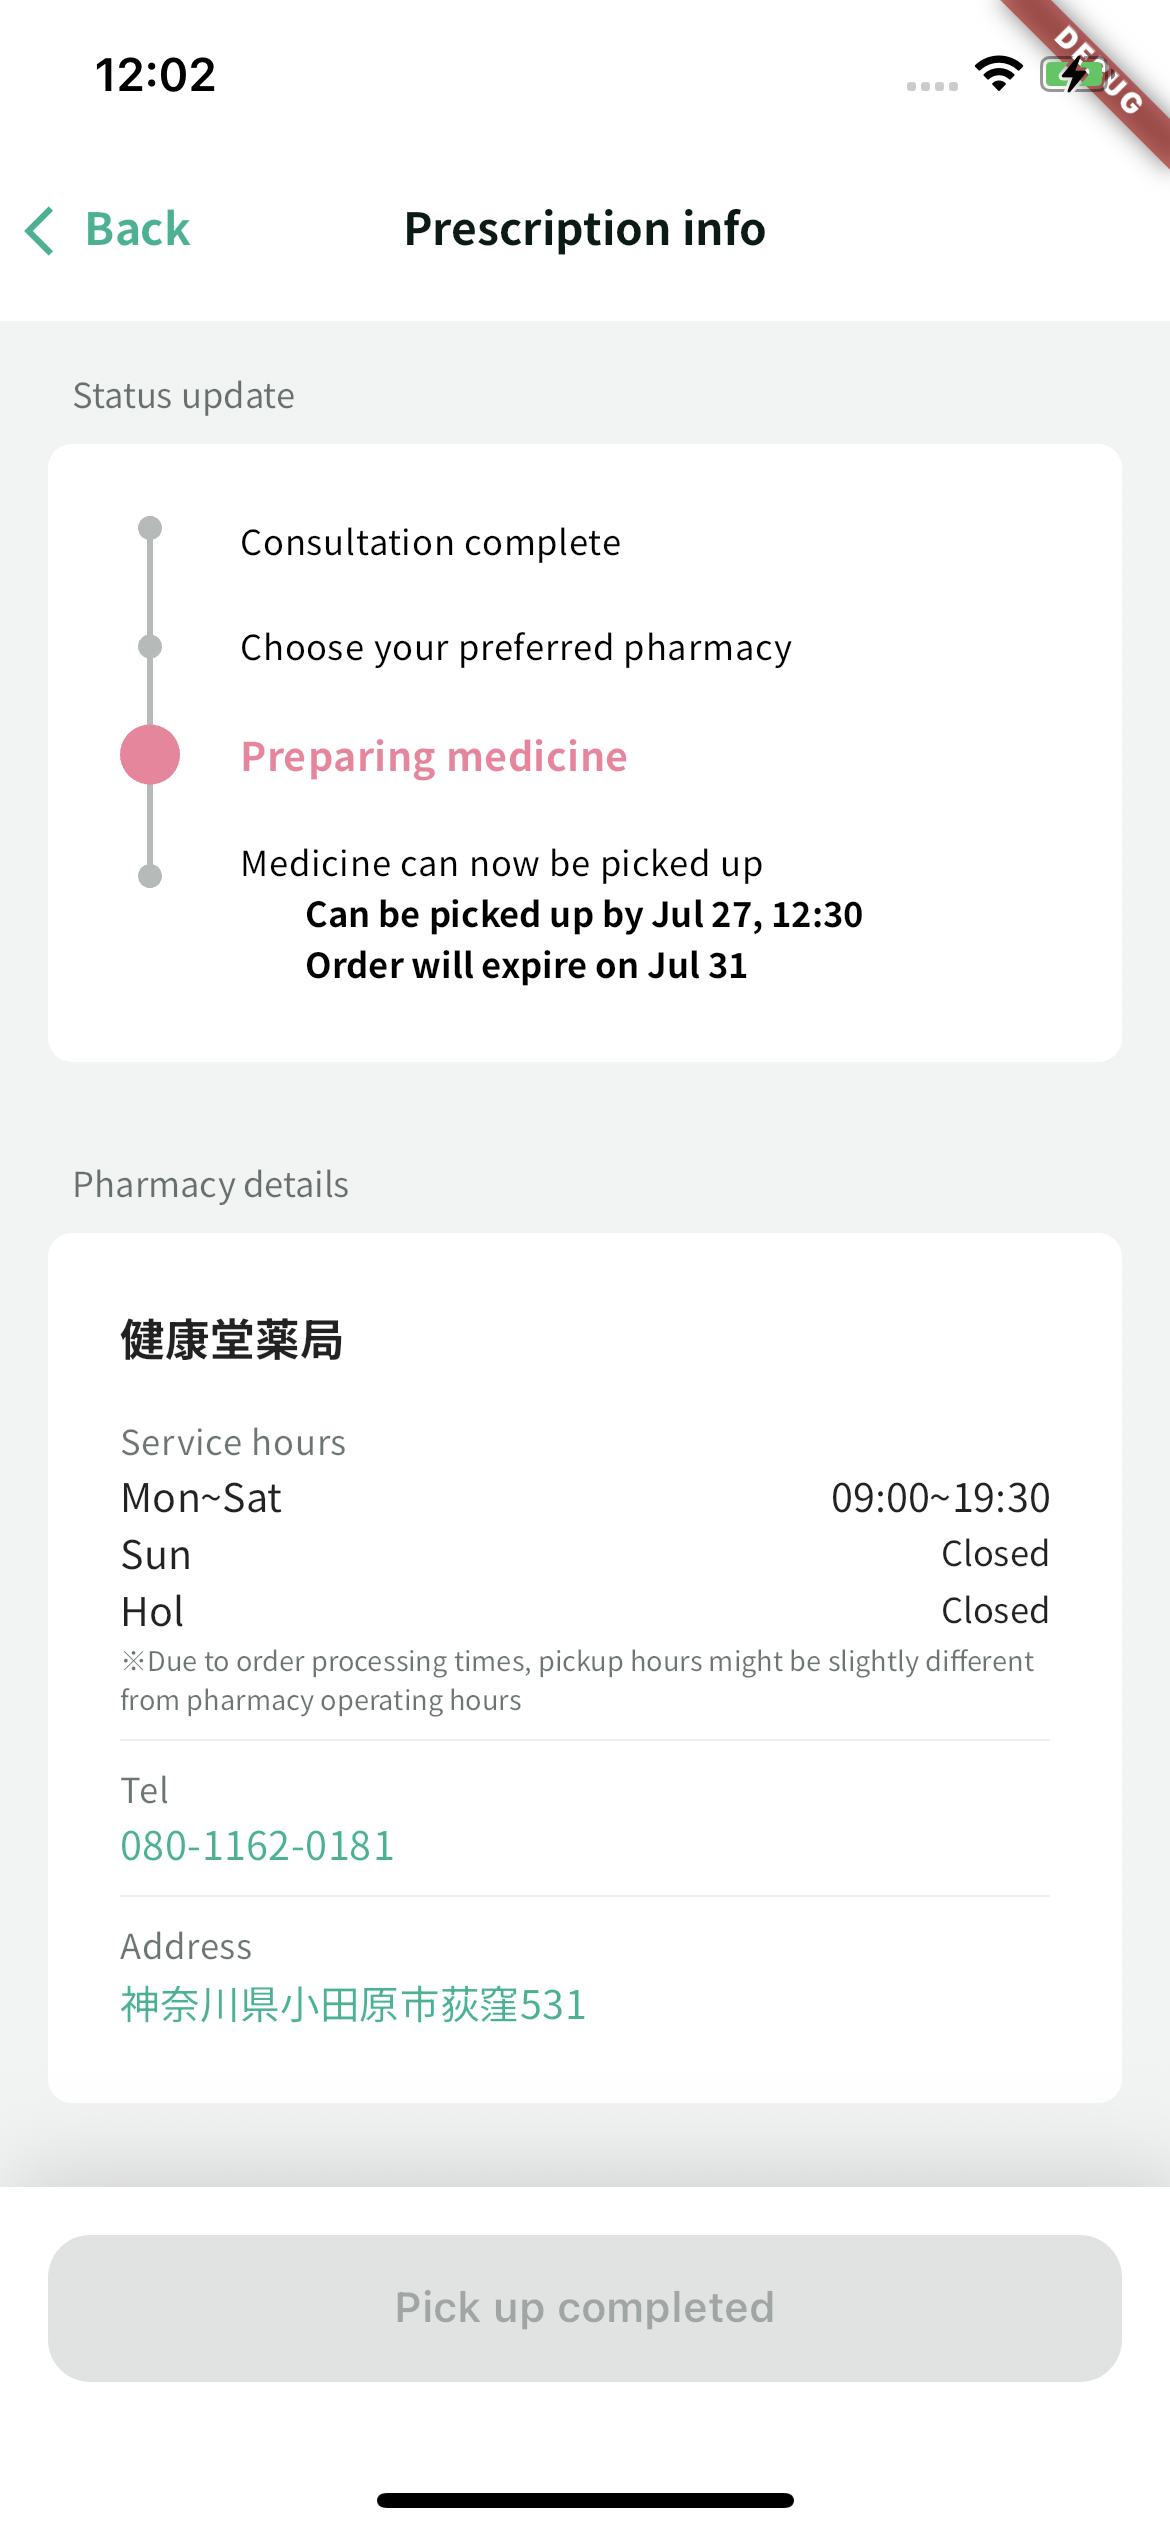 12:02
DEBUG
Back
Prescription info
Status update
Consultation complete
Choose your preferred pharmacy
Preparing medicine
Medicine can now be picked up
Can be picked up by Jul 27, 12:30
Order will expire on Jul 31
Pharmacy details
健康堂薬局
Service hours
Mon~Sat 09:00~19:30
Sun Closed
Hol Closed
※Due to order processing times, pickup hours might be slightly different
from pharmacy operating hours
Tel
080-1162-0181
Address
神奈川県小田原市荻窪531
Pick up completed